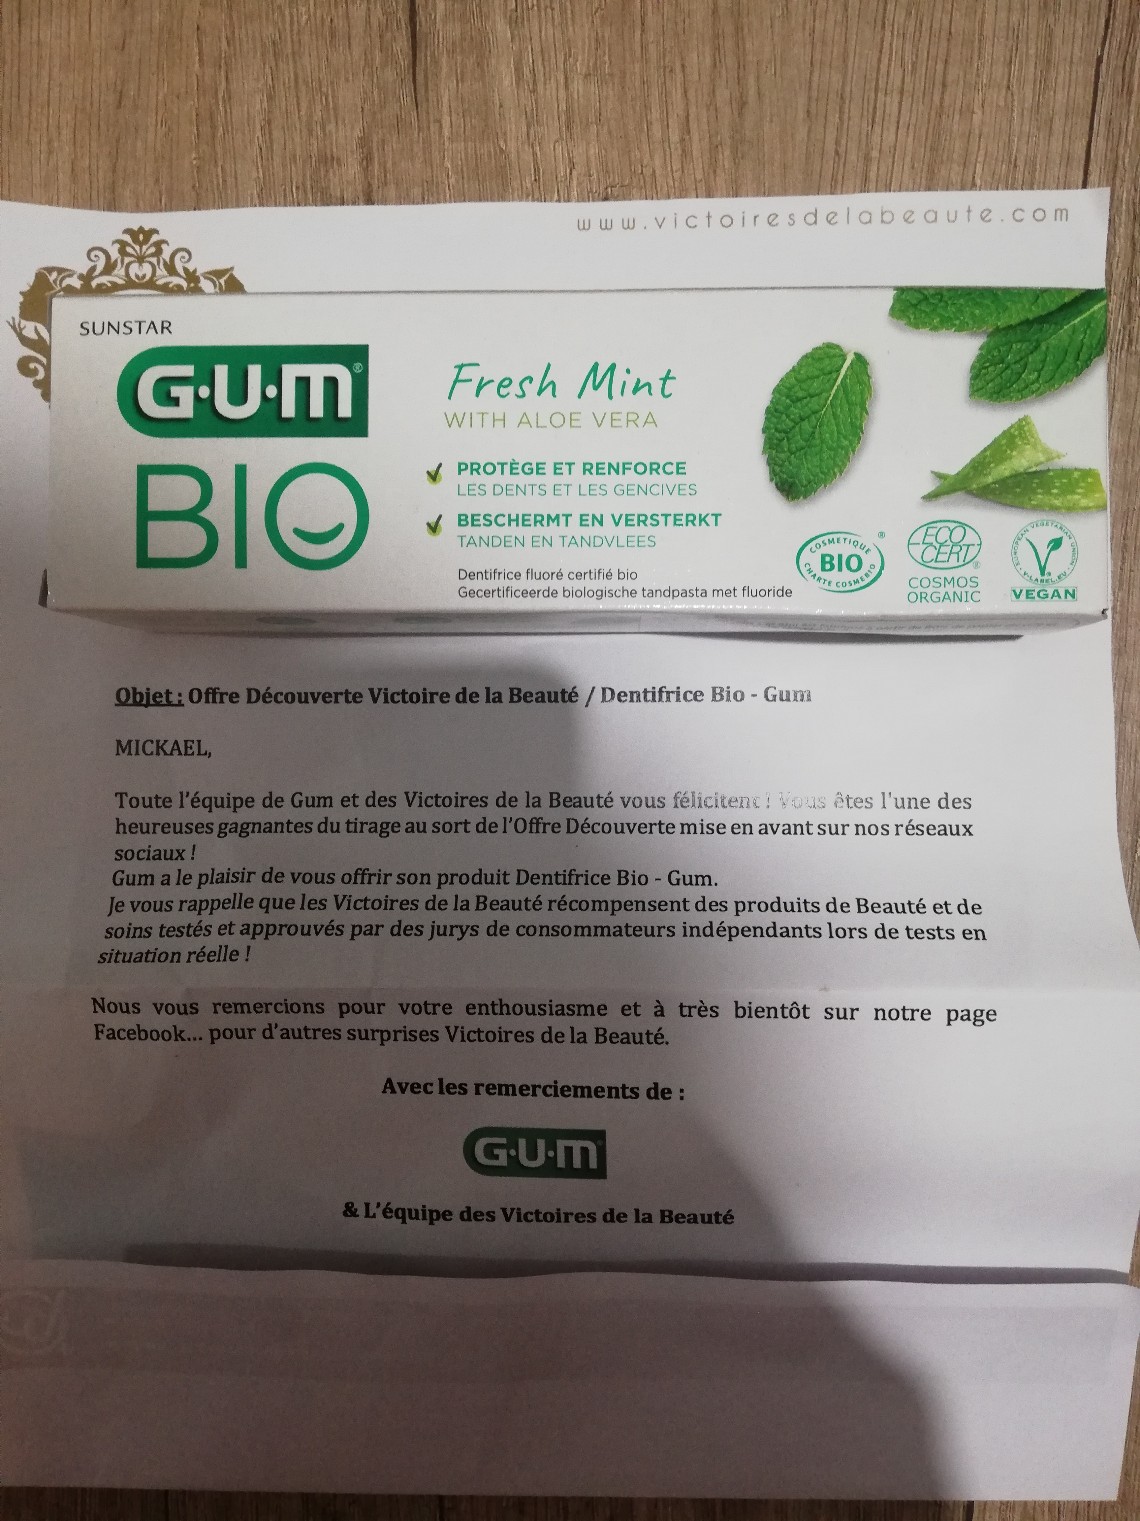 www.victoiresdelabeaute.com
SUNSTAR
G·U·M®
BIO
Fresh Mint
WITH ALOE VERA
PROTÈGE ET RENFORCE
LES DENTS ET LES GENCIVES
BESCHERMT EN VERSTERKT
TANDEN EN TANDVLEES
Dentifrice fluoré certifié bio
Gecertificeerde biologische tandpasta met fluoride
COSMETIQUE
BIO
CHARTE COSMEBIO
ECO
CERT®
COSMOS
ORGANIC
EUROPEAN VEGETARIAN UNION
V-LABEL.EU
VEGAN
Objet : Offre Découverte Victoire de la Beauté / Dentifrice Bio - Gum
MICKAEL,
Toute l'équipe de Gum et des Victoires de la Beauté vous félicitent ! Vous êtes l'une des
heureuses gagnantes du tirage au sort de l'Offre Découverte mise en avant sur nos réseaux
sociaux !
Gum a le plaisir de vous offrir son produit Dentifrice Bio - Gum.
Je vous rappelle que les Victoires de la Beauté récompensent des produits de Beauté et de
soins testés et approuvés par des jurys de consommateurs indépendants lors de tests en
situation réelle !
Nous vous remercions pour votre enthousiasme et à très bientôt sur notre page
Facebook... pour d'autres surprises Victoires de la Beauté.
Avec les remerciements de :
G·U·M
& L'équipe des Victoires de la Beauté